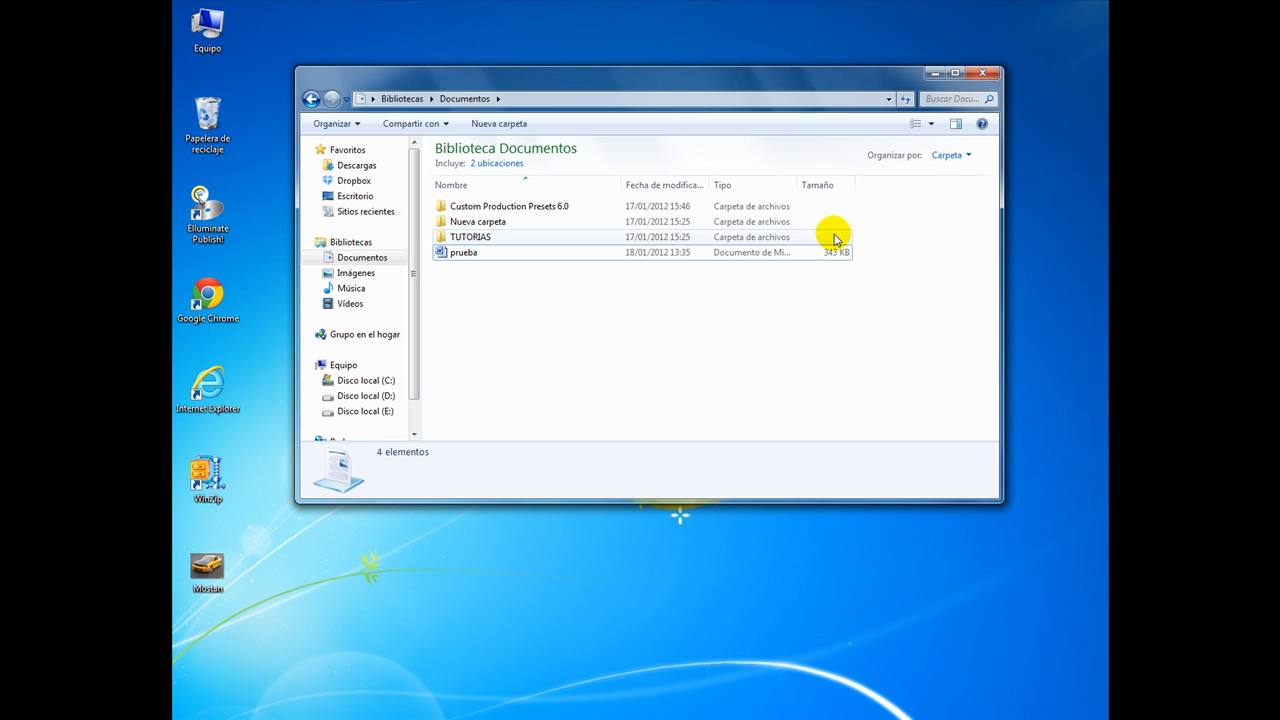 Equipo
Papelera de
reciclaje
Elluminate
Publish!
Google Chrome
Internet Explorer
WinZip
Mustan
Bibliotecas Documentos
Buscar Docu...
Organizar Compartir con Nueva carpeta
Favoritos
Descargas
Dropbox
Escritorio
Sitios recientes
Bibliotecas
Documentos
Imágenes
Música
Vídeos
Grupo en el hogar
Equipo
Disco local (C:)
Disco local (D:)
Disco local (E:)
Biblioteca Documentos
Incluye: 2 ubicaciones
Organizar por: Carpeta
Nombre Fecha de modifica... Tipo Tamaño
Custom Production Presets 6.0 17/01/2012 15:46 Carpeta de archivos
Nueva carpeta 17/01/2012 15:25 Carpeta de archivos
TUTORIAS 17/01/2012 15:25 Carpeta de archivos
prueba 18/01/2012 13:35 Documento de Mi... 343 KB
4 elementos